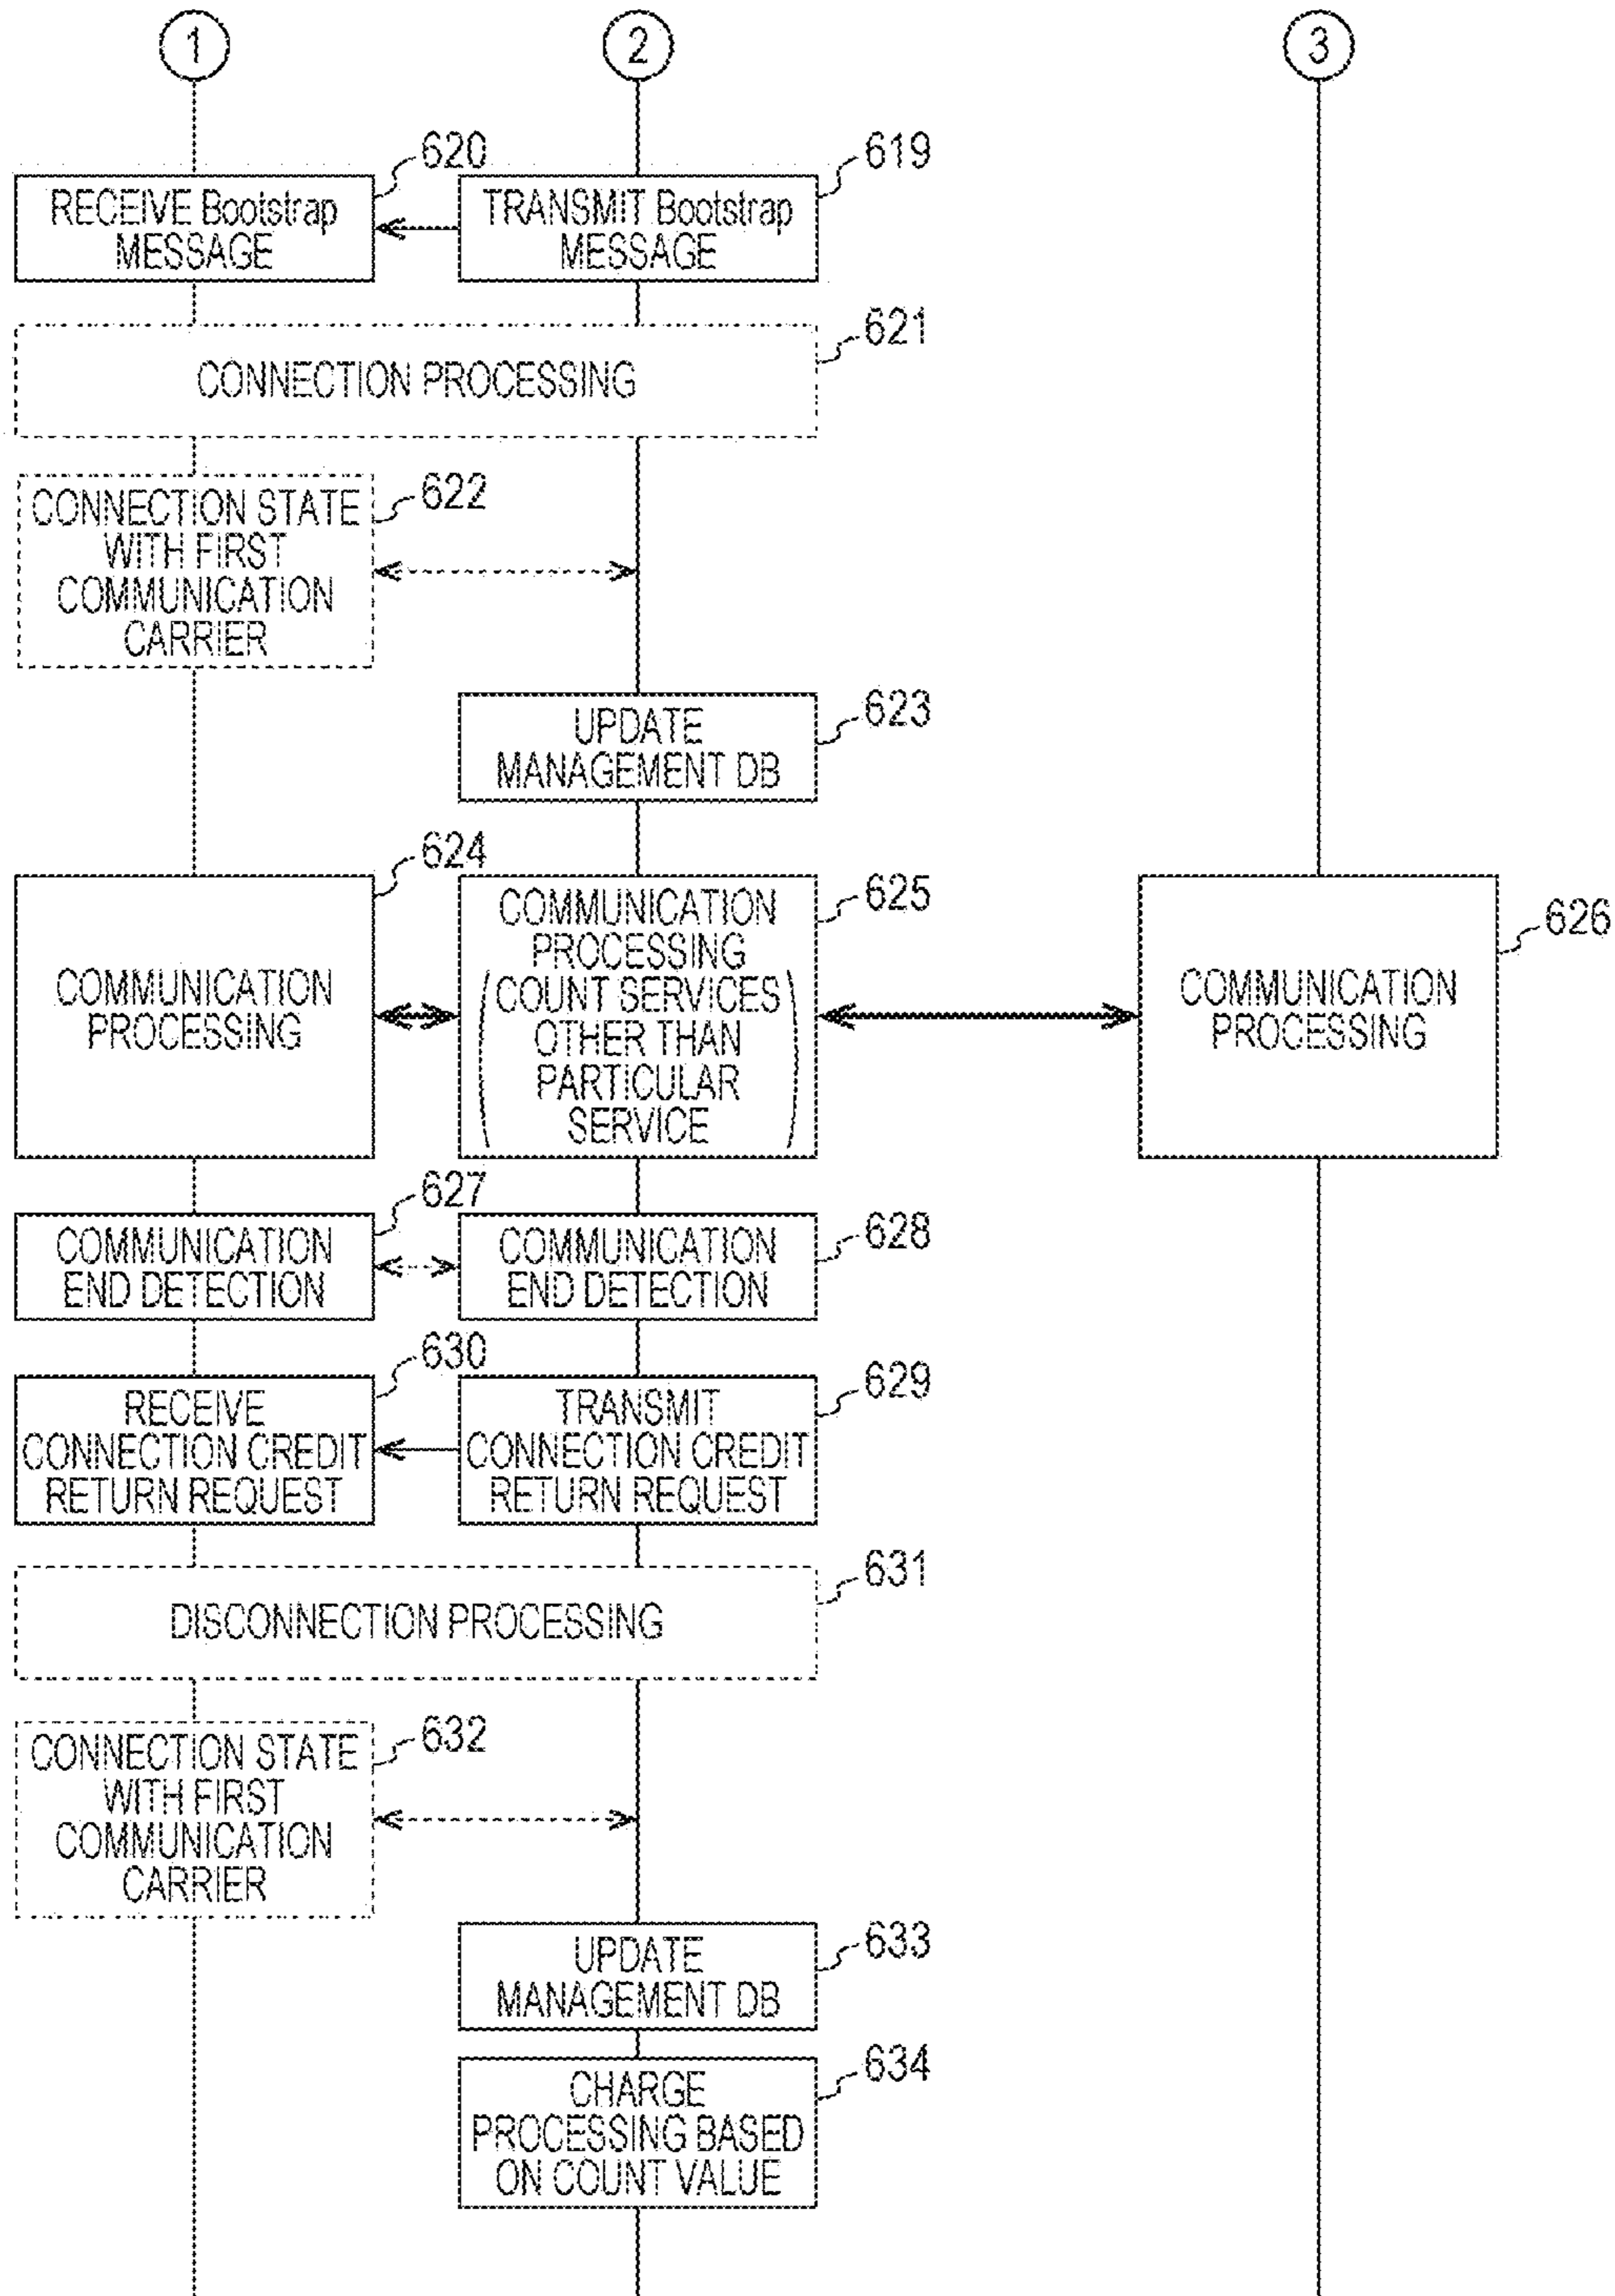 1
2
3
620
619
RECEIVE Bootstrap
MESSAGE
TRANSMIT Bootstrap
MESSAGE
621
CONNECTION PROCESSING
622
CONNECTION STATE
WITH FIRST
COMMUNICATION
CARRIER
623
UPDATE
MANAGEMENT DB
624
COMMUNICATION
PROCESSING
625
COMMUNICATION
PROCESSING
(COUNT SERVICES
OTHER THAN
PARTICULAR
SERVICE)
626
COMMUNICATION
PROCESSING
627
COMMUNICATION
END DETECTION
628
COMMUNICATION
END DETECTION
630
RECEIVE
CONNECTION CREDIT
RETURN REQUEST
629
TRANSMIT
CONNECTION CREDIT
RETURN REQUEST
631
DISCONNECTION PROCESSING
632
CONNECTION STATE
WITH FIRST
COMMUNICATION
CARRIER
633
UPDATE
MANAGEMENT DB
634
CHARGE
PROCESSING BASED
ON COUNT VALUE